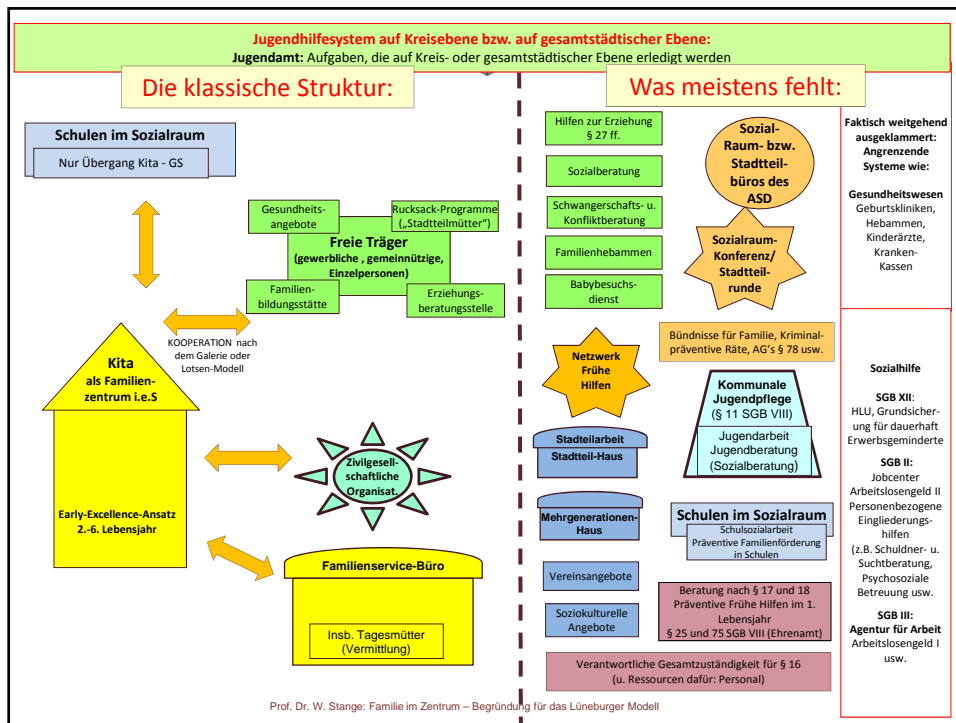 Jugendhilfesystem auf Kreisebene bzw. auf gesamtstädtischer Ebene:
Jugendamt: Aufgaben, die auf Kreis- oder gesamtstädtischer Ebene erledigt werden
Die klassische Struktur:
Schulen im Sozialraum
Nur Übergang Kita - GS
Gesundheits-
angebote
Rucksack-Programme
(„Stadtteilmütter")
Freie Träger
(gewerbliche , gemeinnützige,
Einzelpersonen)
Familien-
bildungsstätte
Erziehungs-
beratungsstelle
KOOPERATION nach
dem Galerie oder
Lotsen-Modell
Kita
als Familien-
zentrum i.e.S
Early-Excellence-Ansatz
2.-6. Lebensjahr
Zivilgesel-
lschaftliche
Organisat.
Familienservice-Büro
Insb. Tagesmütter
(Vermittlung)
Was meistens fehlt:
Hilfen zur Erziehung
§ 27 ff.
Sozialberatung
Schwangerschafts- u.
Konfliktberatung
Familienhebammen
Babybesuchs-
dienst
Sozial-
Raum- bzw.
Stadtteil-
büros des
ASD
Sozialraum-
Konferenz/
Stadtteil-
runde
Netzwerk
Frühe
Hilfen
Bündnisse für Familie, Kriminal-
präventive Räte, AG's § 78 usw.
Kommunale
Jugendpflege
(§ 11 SGB VIII)
Jugendarbeit
Jugendberatung
(Sozialberatung)
Stadtteilarbeit
Stadtteil-Haus
Mehrgenerationen-
Haus
Vereinsangebote
Soziokulturelle
Angebote
Schulen im Sozialraum
Schulsozialarbeit
Präventive Familienförderung
in Schulen
Beratung nach § 17 und 18
Präventive Frühe Hilfen im 1.
Lebensjahr
§ 25 und 75 SGB VIII (Ehrenamt)
Verantwortliche Gesamtzuständigkeit für § 16
(u. Ressourcen dafür: Personal)
Faktisch weitgehend
ausgeklammert:
Angrenzende
Systeme wie:
Gesundheitswesen
Geburtskliniken,
Hebammen,
Kinderärzte,
Kranken-
Kassen
Sozialhilfe
SGB XII:
HLU, Grundsicher-
ung für dauerhaft
Erwerbsgeminderte
SGB II:
Jobcenter
Arbeitslosengeld II
Personenbezogene
Eingliederungs-
hilfen
(z.B. Schuldner- u.
Suchtberatung,
Psychosoziale
Betreuung usw.
SGB III:
Agentur für Arbeit
Arbeitslosengeld I
usw.
Prof. Dr. W. Stange: Familie im Zentrum – Begründung für das Lüneburger Modell